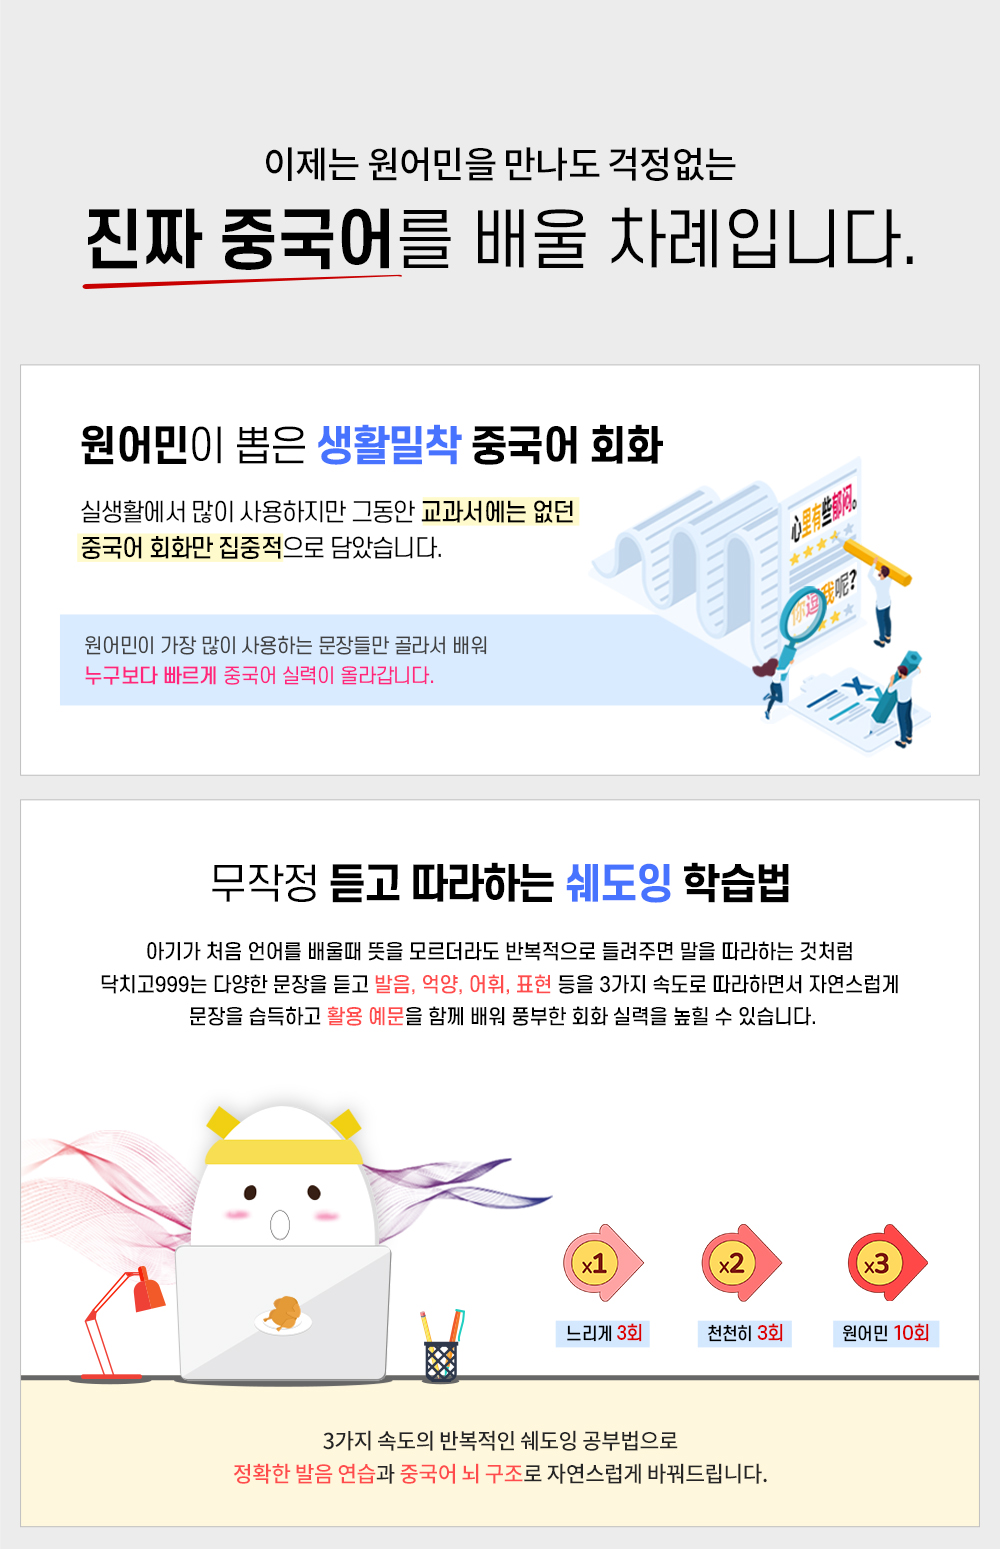 이제는 원어민을 만나도 걱정없는
진짜 중국어를 배울 차례입니다.
원어민이 뽑은 생활밀착 중국어 회화
실생활에서 많이 사용하지만 그동안 교과서에는 없던
중국어 회화만 집중적으로 담았습니다.
心里有些郁闷。
你逗我呢?
원어민이 가장 많이 사용하는 문장들만 골라서 배워
누구보다 빠르게 중국어 실력이 올라갑니다.
무작정 듣고 따라하는 쉐도잉 학습법
아기가 처음 언어를 배울때 뜻을 모르더라도 반복적으로 들려주면 말을 따라하는 것처럼
닥치고999는 다양한 문장을 듣고 발음, 억양, 어휘, 표현 등을 3가지 속도로 따라하면서 자연스럽게
문장을 습득하고 활용 예문을 함께 배워 풍부한 회화 실력을 높힐 수 있습니다.
x1 x2 x3
느리게 3회 천천히 3회 원어민 10회
3가지 속도의 반복적인 쉐도잉 공부법으로
정확한 발음 연습과 중국어 뇌 구조로 자연스럽게 바꿔드립니다.